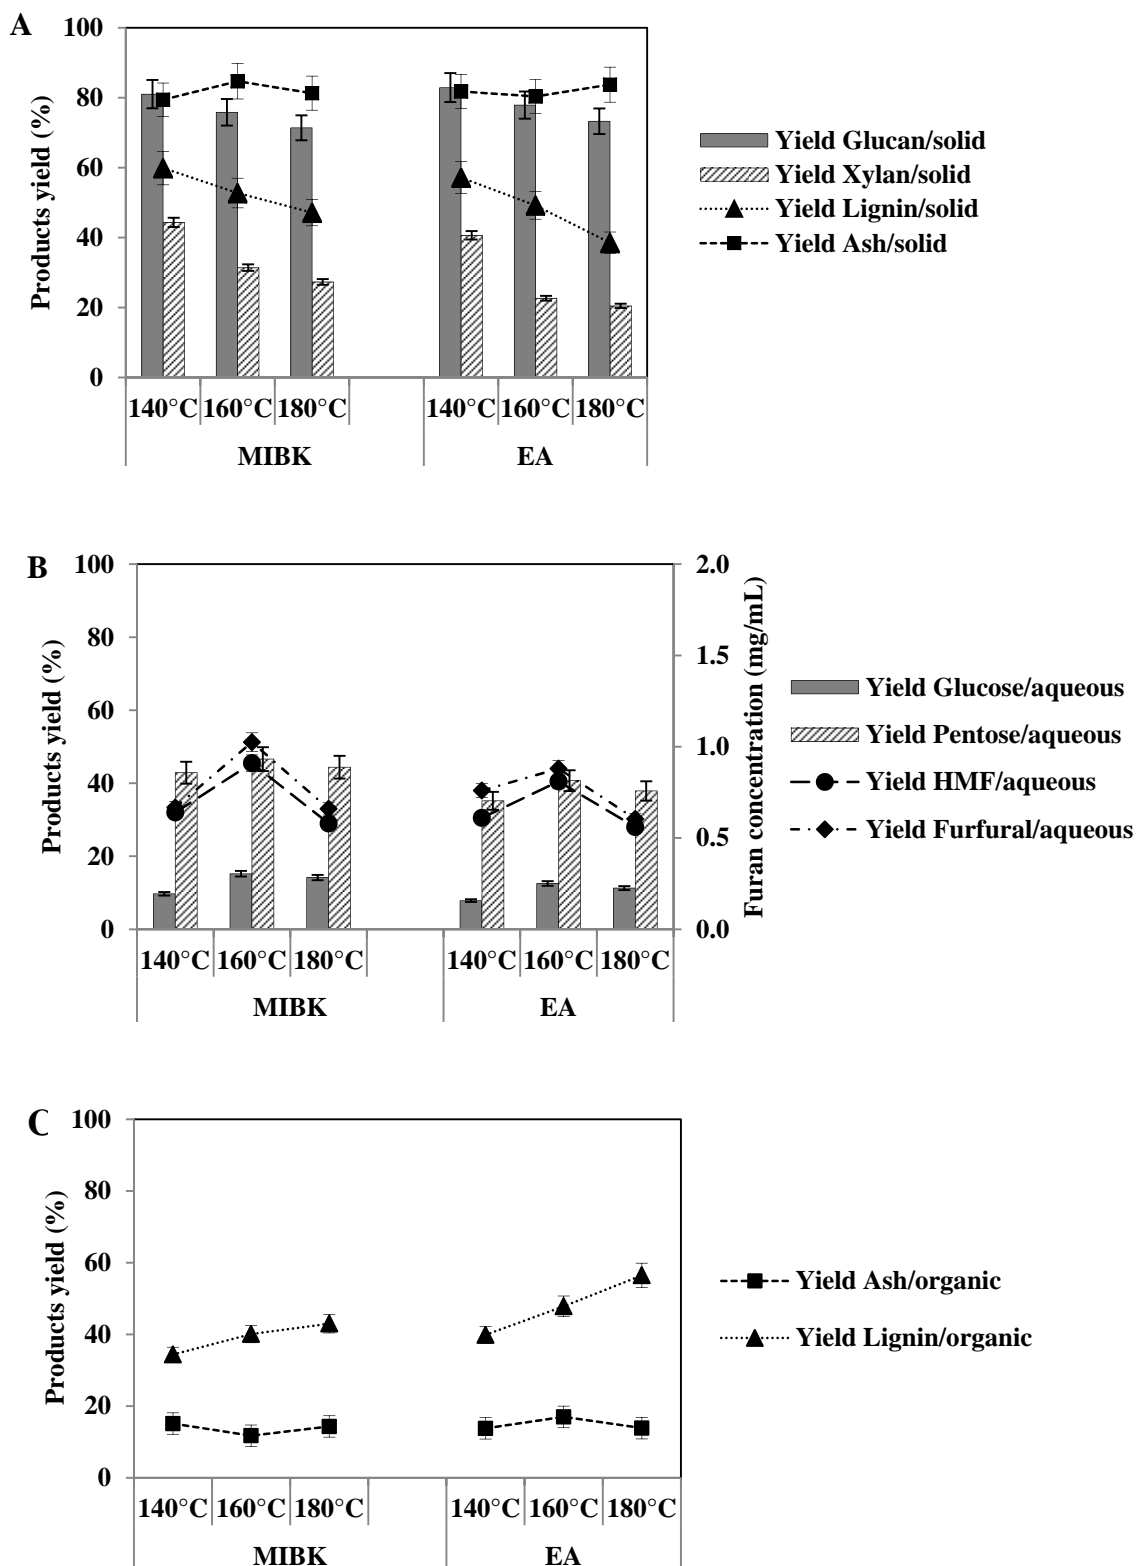 A
100
80
60
40
20
0
Products yield (%)
140°C 160°C 180°C 140°C 160°C 180°C
MIBK EA
Yield Glucan/solid
Yield Xylan/solid
Yield Lignin/solid
Yield Ash/solid
B
100
80
60
40
20
0
Products yield (%)
2.0
1.5
1.0
0.5
0.0
Furan concentration (mg/mL)
140°C 160°C 180°C 140°C 160°C 180°C
MIBK EA
Yield Glucose/aqueous
Yield Pentose/aqueous
Yield HMF/aqueous
Yield Furfural/aqueous
C
100
80
60
40
20
0
Products yield (%)
140°C 160°C 180°C 140°C 160°C 180°C
MIBK EA
Yield Ash/organic
Yield Lignin/organic